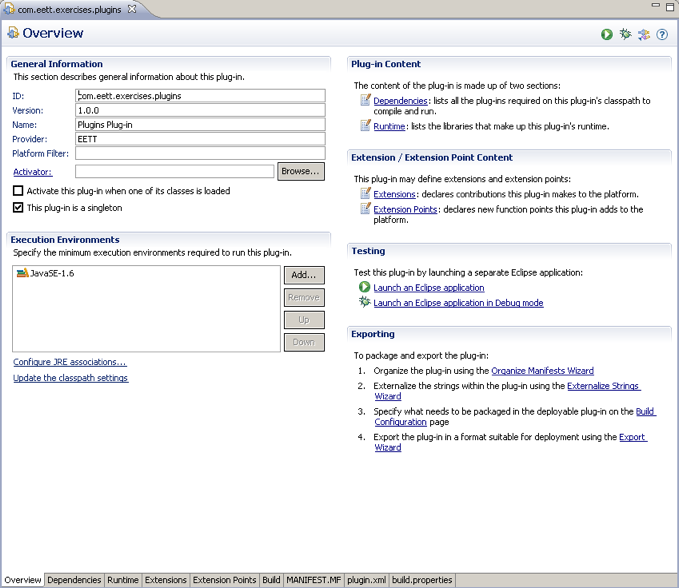 com.eett.exercises.plugins
Overview
General Information
This section describes general information about this plug-in.
ID: com.eett.exercises.plugins
Version: 1.0.0
Name: Plugins Plug-in
Provider: EETT
Platform Filter:
Activator: Browse...
Activate this plug-in when one of its classes is loaded
This plug-in is a singleton
Execution Environments
Specify the minimum execution environments required to run this plug-in.
JavaSE-1.6
Add...
Remove
Up
Down
Configure JRE associations...
Update the classpath settings
Plug-in Content
The content of the plug-in is made up of two sections:
Dependencies: lists all the plug-ins required on this plug-in's classpath to
compile and run.
Runtime: lists the libraries that make up this plug-in's runtime.
Extension / Extension Point Content
This plug-in may define extensions and extension points:
Extensions: declares contributions this plug-in makes to the platform.
Extension Points: declares new function points this plug-in adds to the
platform.
Testing
Test this plug-in by launching a separate Eclipse application:
Launch an Eclipse application
Launch an Eclipse application in Debug mode
Exporting
To package and export the plug-in:
1. Organize the plug-in using the Organize Manifests Wizard
2. Externalize the strings within the plug-in using the Externalize Strings
Wizard
3. Specify what needs to be packaged in the deployable plug-in on the Build
Configuration page
4. Export the plug-in in a format suitable for deployment using the Export
Wizard
Overview Dependencies Runtime Extensions Extension Points Build MANIFEST.MF plugin.xml build.properties